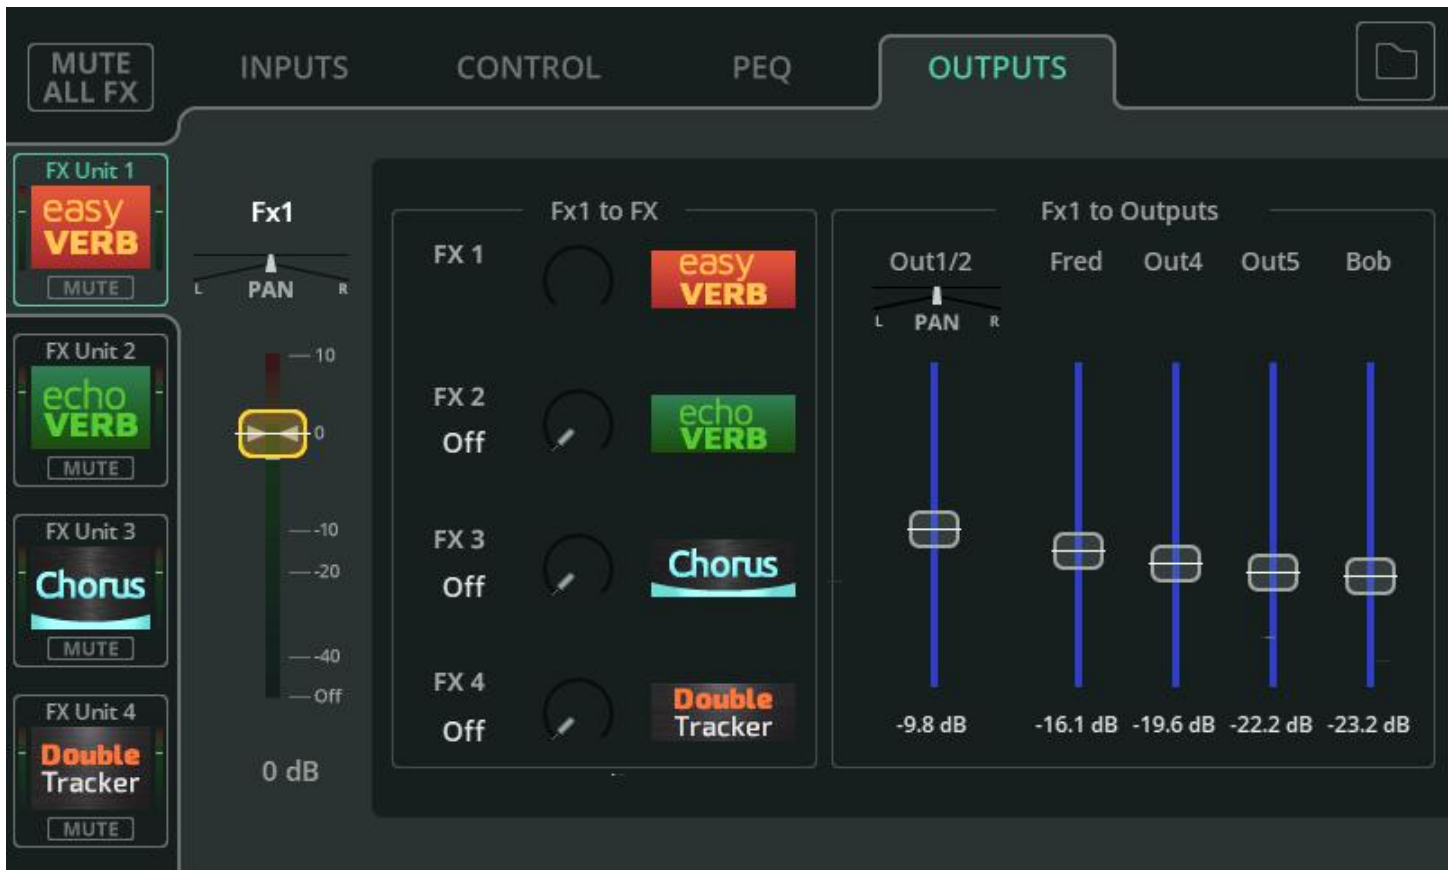 MUTE
ALL FX
INPUTS
CONTROL
PEQ
OUTPUTS
FX Unit 1
easy
VERB
MUTE
FX Unit 2
echo
VERB
MUTE
FX Unit 3
Chorus
MUTE
FX Unit 4
Double
Tracker
MUTE
Fx1
L PAN R
10
0
-10
-20
-40
Off
0 dB
Fx1 to FX
FX 1
easy
VERB
FX 2
Off
echo
VERB
FX 3
Off
Chorus
FX 4
Off
Double
Tracker
Fx1 to Outputs
Out1/2 Fred Out4 Out5 Bob
L PAN R
-9.8 dB -16.1 dB -19.6 dB -22.2 dB -23.2 dB